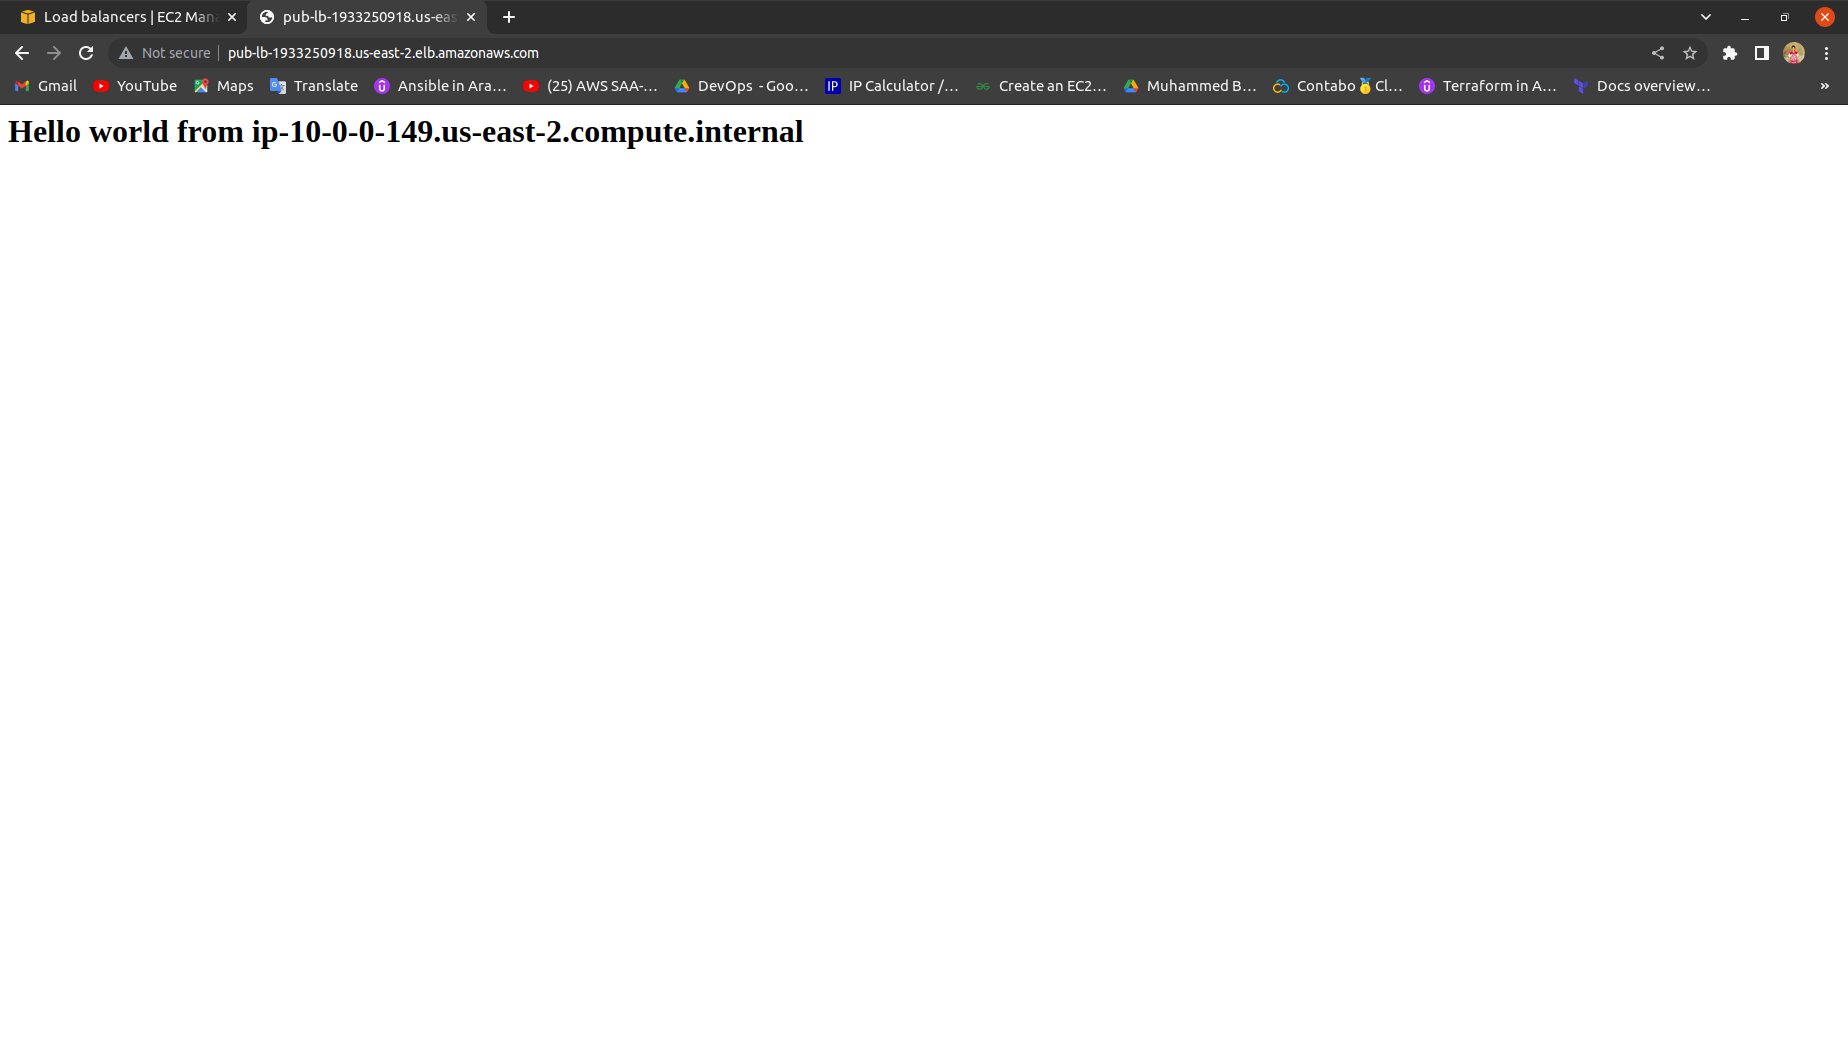 Load balancers | EC2 Man
pub-lb-1933250918.us-eas
Not secure
pub-lb-1933250918.us-east-2.elb.amazonaws.com
Gmail
YouTube
Maps
Translate
Ansible in Ara...
(25) AWS SAA-...
DevOps - Goo...
IP
IP Calculator /...
Create an EC2...
Muhammed B...
Contabo🥇Cl...
Terraform in A...
Docs overview...
»
Hello world from ip-10-0-0-149.us-east-2.compute.internal